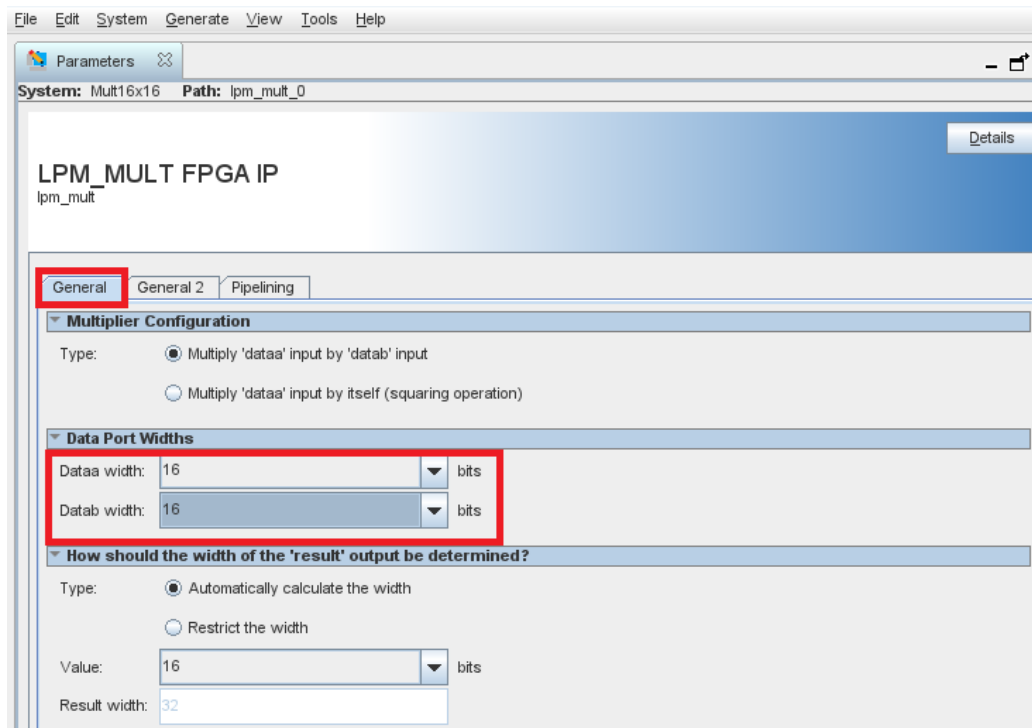 File Edit System Generate View Tools Help
Parameters
System: Mult16x16 Path: lpm_mult_0
Details
LPM_MULT FPGA IP
lpm_mult
General General 2 Pipelining
Multiplier Configuration
Type: Multiply 'dataa' input by 'datab' input
Multiply 'dataa' input by itself (squaring operation)
Data Port Widths
Dataa width: 16 bits
Datab width: 16 bits
How should the width of the 'result' output be determined?
Type: Automatically calculate the width
Restrict the width
Value: 16 bits
Result width: 32